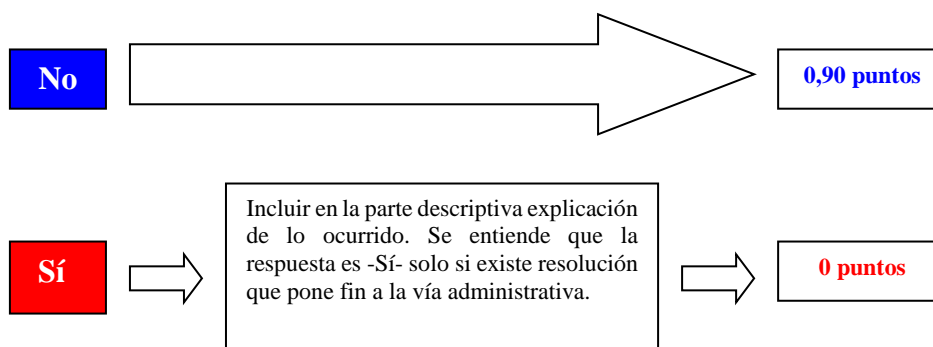 No
0,90 puntos
Incluir en la parte descriptiva explicación
de lo ocurrido. Se entiende que la
respuesta es -Sí- solo si existe resolución
que pone fin a la vía administrativa.
Sí
0 puntos